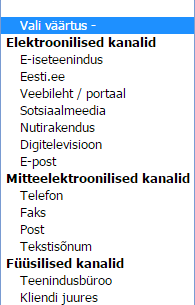 Vali väärtus -
Elektroonilised kanalid
E-iseteenindus
Eesti.ee
Veebileht / portaal
Sotsiaalmeedia
Nutirakendus
Digitelevisioon
E-post
Mitteelektroonilised kanalid
Telefon
Faks
Post
Tekstisõnum
Füüsilised kanalid
Teenindusbüroo
Kliendi juures